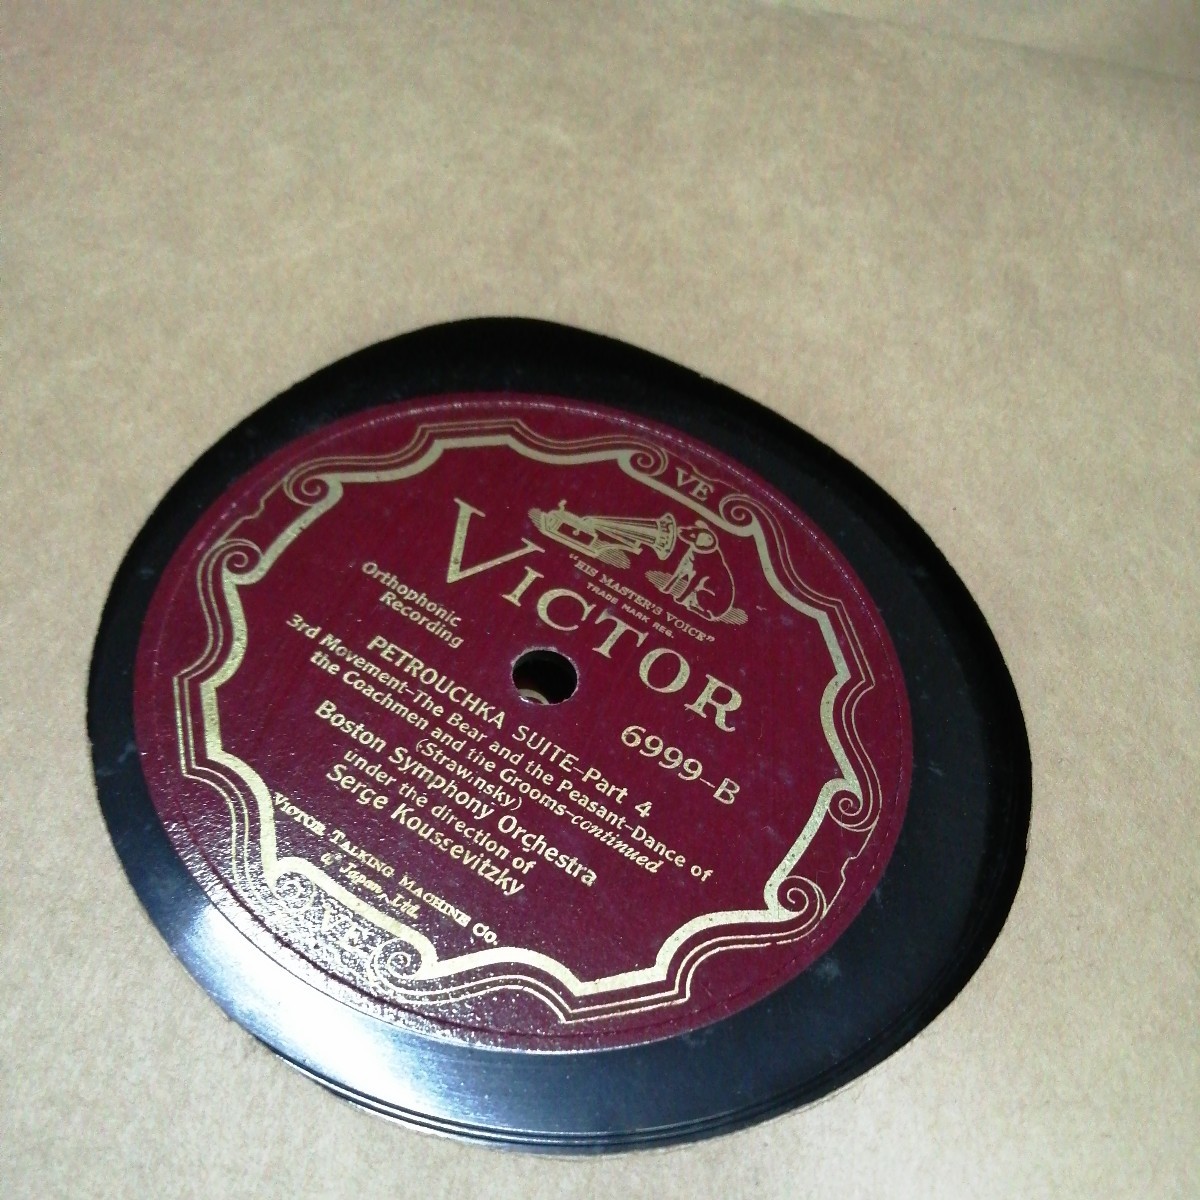 VE
"HIS MASTER'S VOICE"
TRADE MARK REG.
VICTOR
Orthophonic
Recording
6999-B
PETROUCHKA SUITE-Part 4
3rd Movement-The Bear and the Peasant-Dance of
the Coachmen and the Grooms-continued
(Strawinsky)
Boston Symphony Orchestra
under the direction of
Serge Koussevitzky
VICTOR TALKING MACHINE CO.
of Japan, Ltd.
VE